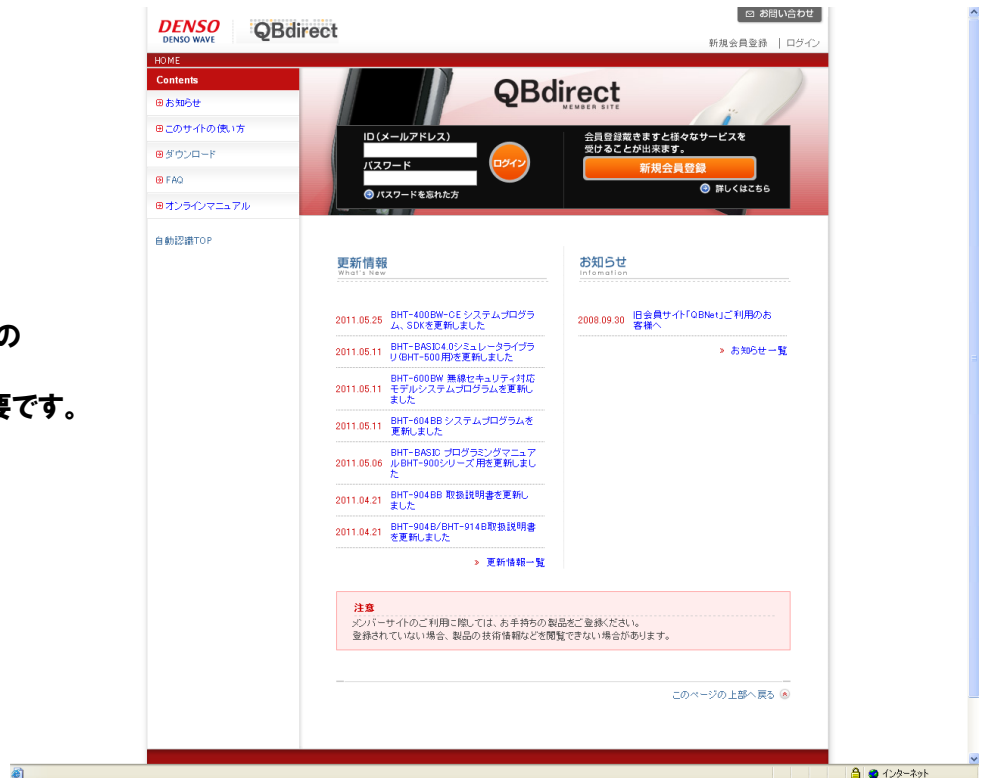 お問い合わせ
DENSO
DENSO WAVE
QBdirect
新規会員登録 | ログイン
HOME
Contents
お知らせ
このサイトの使い方
ダウンロード
FAQ
オンラインマニュアル
自動認識TOP
QBdirect
MEMBER SITE
ID(メールアドレス)
パスワード
ログイン
パスワードを忘れた方
会員登録戴きますと様々なサービスを
受けることが出来ます。
新規会員登録
詳しくはこちら
の
要です。
更新情報
What's New
2011.05.25 BHT-400BW-CE システムプログラ
ム、SDKを更新しました
2011.05.11 BHT-BASIC4.0シミュレータライブラ
リ(BHT-500用)を更新しました
2011.05.11 BHT-600BW 無線セキュリティ対応
モデルシステムプログラムを更新し
ました
2011.05.11 BHT-604BB システムプログラムを
更新しました
2011.05.06 BHT-BASIC プログラミングマニュア
ルBHT-900シリーズ用を更新しまし
た
2011.04.21 BHT-904BB 取扱説明書を更新し
ました
2011.04.21 BHT-904B/BHT-914B取扱説明書
を更新しました
» 更新情報一覧
お知らせ
Infomation
2008.09.30 旧会員サイト「QBNet」ご利用のお
客様へ
» お知らせ一覧
注意
メンバーサイトのご利用に際しては、お手持ちの製品をご登録ください。
登録されていない場合、製品の技術情報などを閲覧できない場合があります。
このページの上部へ戻る
インターネット